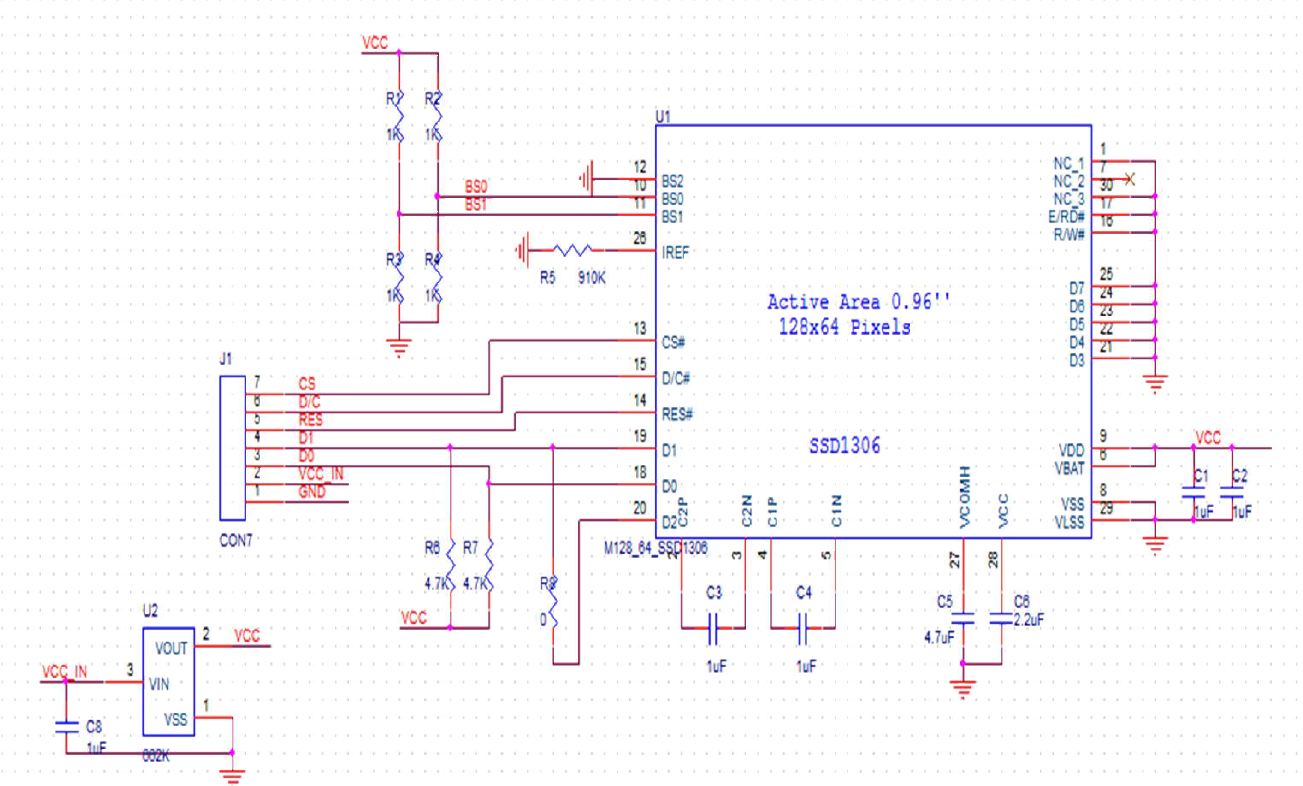 VCC
R1
R2
1K
1K
U1
12
BS2
10
BS0
BS0
11
BS1
BS1
26
IREF
R5
910K
R3
R4
1K
1K
1
NC_1
7
NC_2
30
NC_3
17
E/RD#
16
R/W#
25
D7
24
D6
23
D5
22
D4
21
D3
Active Area 0.96''
128x64 Pixels
SSD1306
13
CS#
15
D/C#
14
RES#
19
D1
18
D0
20
D2
J1
7
CS
6
D/C
5
RES
4
D1
3
D0
2
VCC_IN
1
GND
CON7
9
VDD
VCC
6
VBAT
8
VSS
29
VLSS
C1
C2
1uF
1uF
C2P
C2N
C1P
C1N
VCOMH
VCC
M128_64_SSD1306
2
3
4
5
27
28
R6
R7
4.7K
4.7K
VCC
R8
0
C3
1uF
C4
1uF
C5
4.7uF
C6
2.2uF
U2
VOUT
2
VCC
VCC_IN
3
VIN
VSS
1
C8
1uF
662K